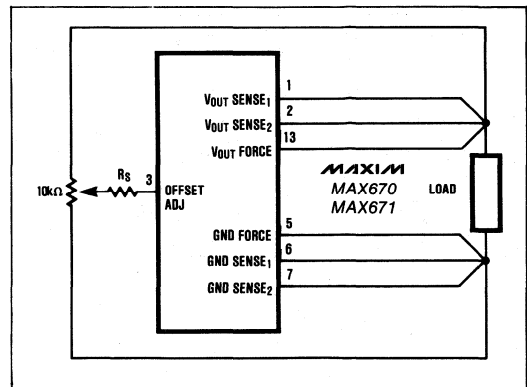 1
VOUT SENSE1
2
VOUT SENSE2
13
VOUT FORCE
MAXIM
MAX670
MAX671
LOAD
10kΩ
RS
3
OFFSET
ADJ
5
GND FORCE
6
GND SENSE1
7
GND SENSE2